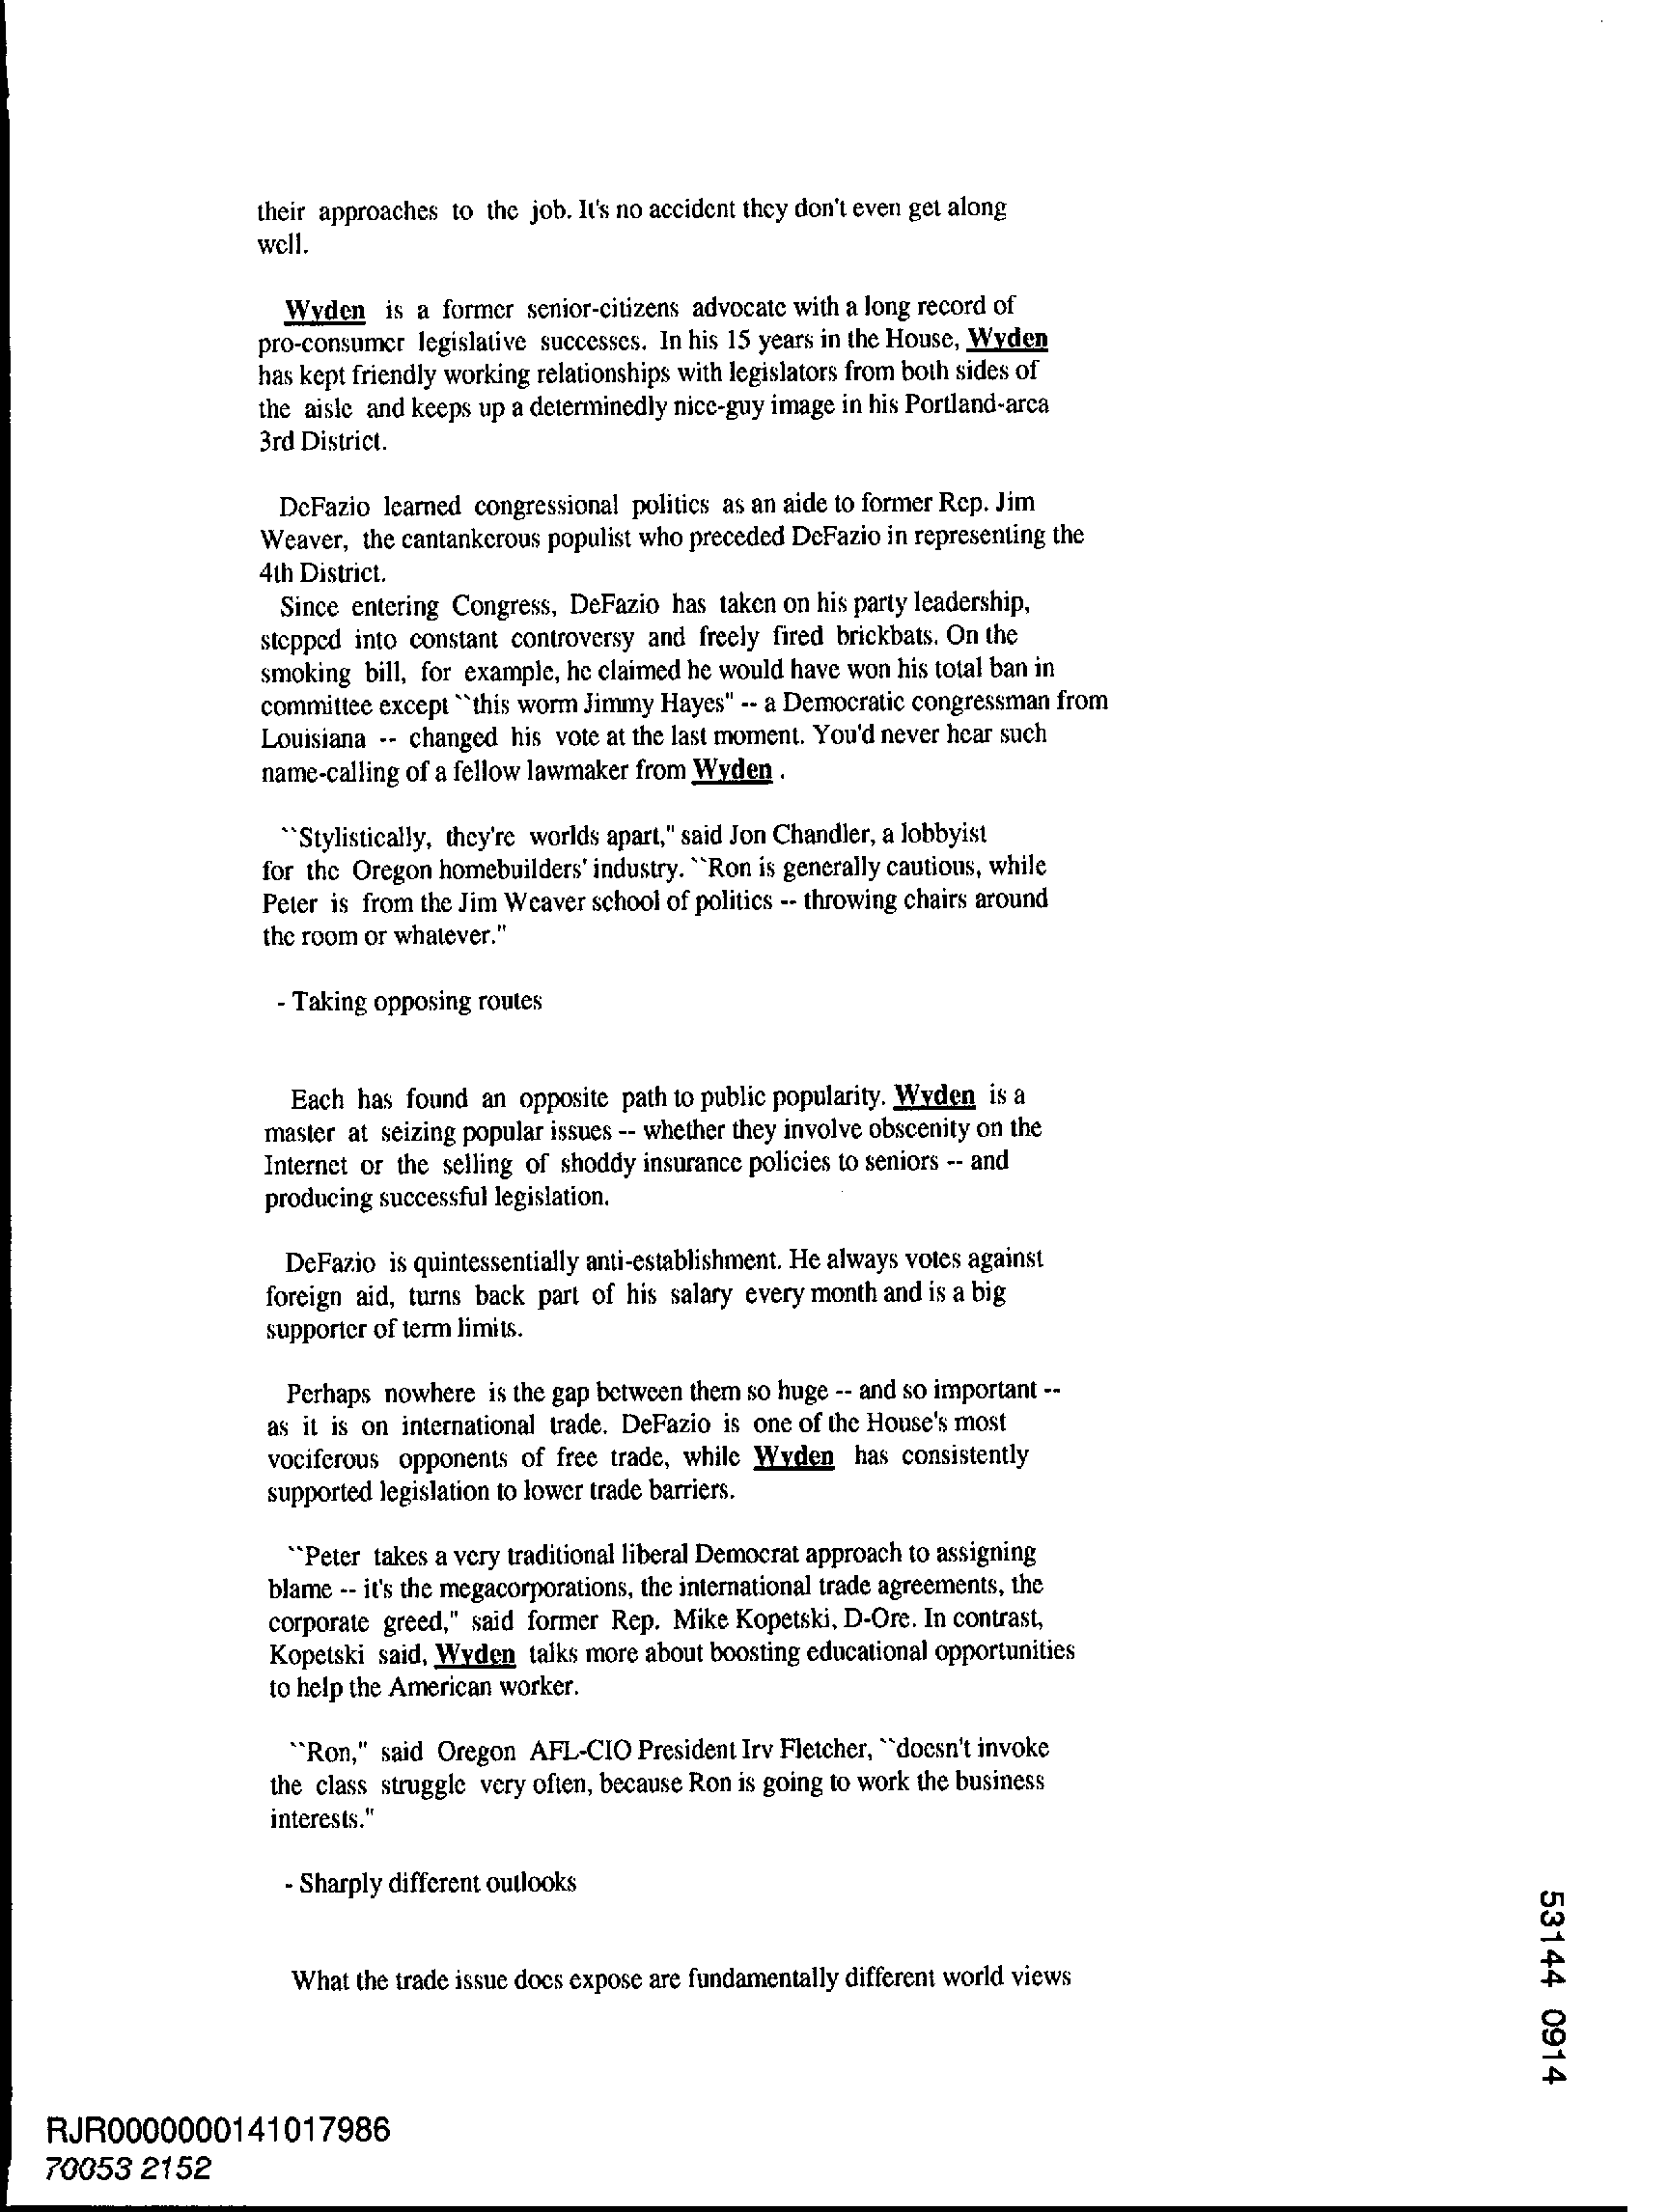 their approaches to the job. It's no accident they don't even get along
well.
Wyden is a former senior-citizens advocate with a long record of
pro-consumer legislative successes. In his 15 years in the House, Wyden
has kept friendly working relationships with legislators from both sides of
the aisle and keeps up a determinedly nice-guy image in his Portland-area
3rd District.
DeFazio learned congressional politics as an aide to former Rep. Jim
Weaver, the cantankerous populist who preceded DeFazio in representing the
4th District.
Since entering Congress, DeFazio has taken on his party leadership,
stepped into constant controversy and freely fired brickbats. On the
smoking bill, for example, he claimed he would have won his total ban in
committee except ``this worm Jimmy Hayes" -- a Democratic congressman from
Louisiana -- changed his vote at the last moment. You'd never hear such
name-calling of a fellow lawmaker from Wyden .
``Stylistically, they're worlds apart," said Jon Chandler, a lobbyist
for the Oregon homebuilders' industry. ``Ron is generally cautious, while
Peter is from the Jim Weaver school of politics -- throwing chairs around
the room or whatever."
- Taking opposing routes
Each has found an opposite path to public popularity. Wyden is a
master at seizing popular issues -- whether they involve obscenity on the
Internet or the selling of shoddy insurance policies to seniors -- and
producing successful legislation.
DeFazio is quintessentially anti-establishment. He always votes against
foreign aid, turns back part of his salary every month and is a big
supporter of term limits.
Perhaps nowhere is the gap between them so huge -- and so important --
as it is on international trade. DeFazio is one of the House's most
vociferous opponents of free trade, while Wyden has consistently
supported legislation to lower trade barriers.
``Peter takes a very traditional liberal Democrat approach to assigning
blame -- it's the megacorporations, the international trade agreements, the
corporate greed," said former Rep. Mike Kopetski, D-Ore. In contrast,
Kopetski said, Wyden talks more about boosting educational opportunities
to help the American worker.
``Ron," said Oregon AFL-CIO President Irv Fletcher, ``doesn't invoke
the class struggle very often, because Ron is going to work the business
interests."
- Sharply different outlooks
What the trade issue does expose are fundamentally different world views
53144 0914
RJR0000000141017986
70053 2152